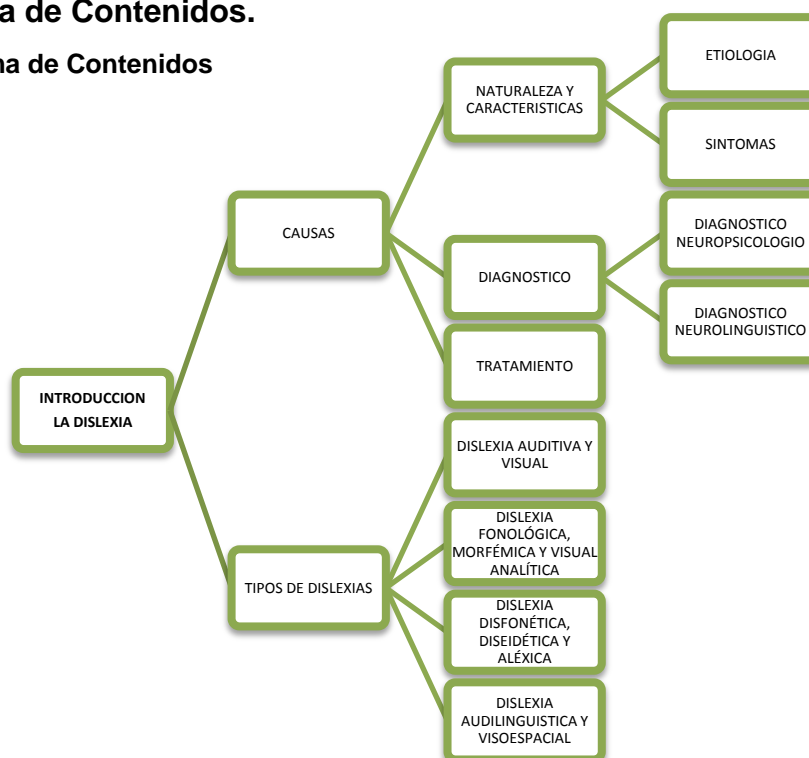 a de Contenidos.
na de Contenidos
ETIOLOGIA
NATURALEZA Y
CARACTERISTICAS
SINTOMAS
CAUSAS
DIAGNOSTICO
NEUROPSICOLOGIO
DIAGNOSTICO
DIAGNOSTICO
NEUROLINGUISTICO
TRATAMIENTO
INTRODUCCION
LA DISLEXIA
DISLEXIA AUDITIVA Y
VISUAL
DISLEXIA
FONOLÓGICA,
MORFÉMICA Y VISUAL
ANALÍTICA
TIPOS DE DISLEXIAS
DISLEXIA
DISFONÉTICA,
DISEIDÉTICA Y
ALÉXICA
DISLEXIA
AUDILINGUISTICA Y
VISOESPACIAL